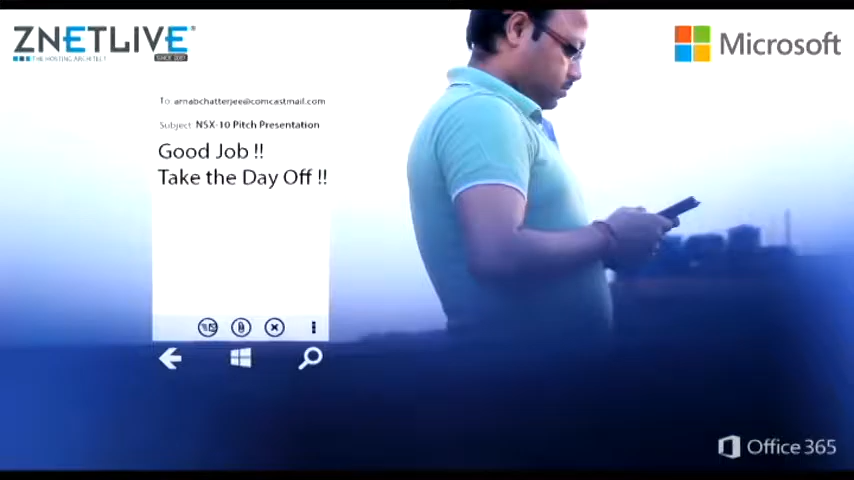 ZNETLIVE
THE HOSTING ARCHITECT
SINCE 2001
Microsoft
To: arnabchatterjee@comcastmail.com
Subject: NSX-10 Pitch Presentation
Good Job !!
Take the Day Off !!
Office 365